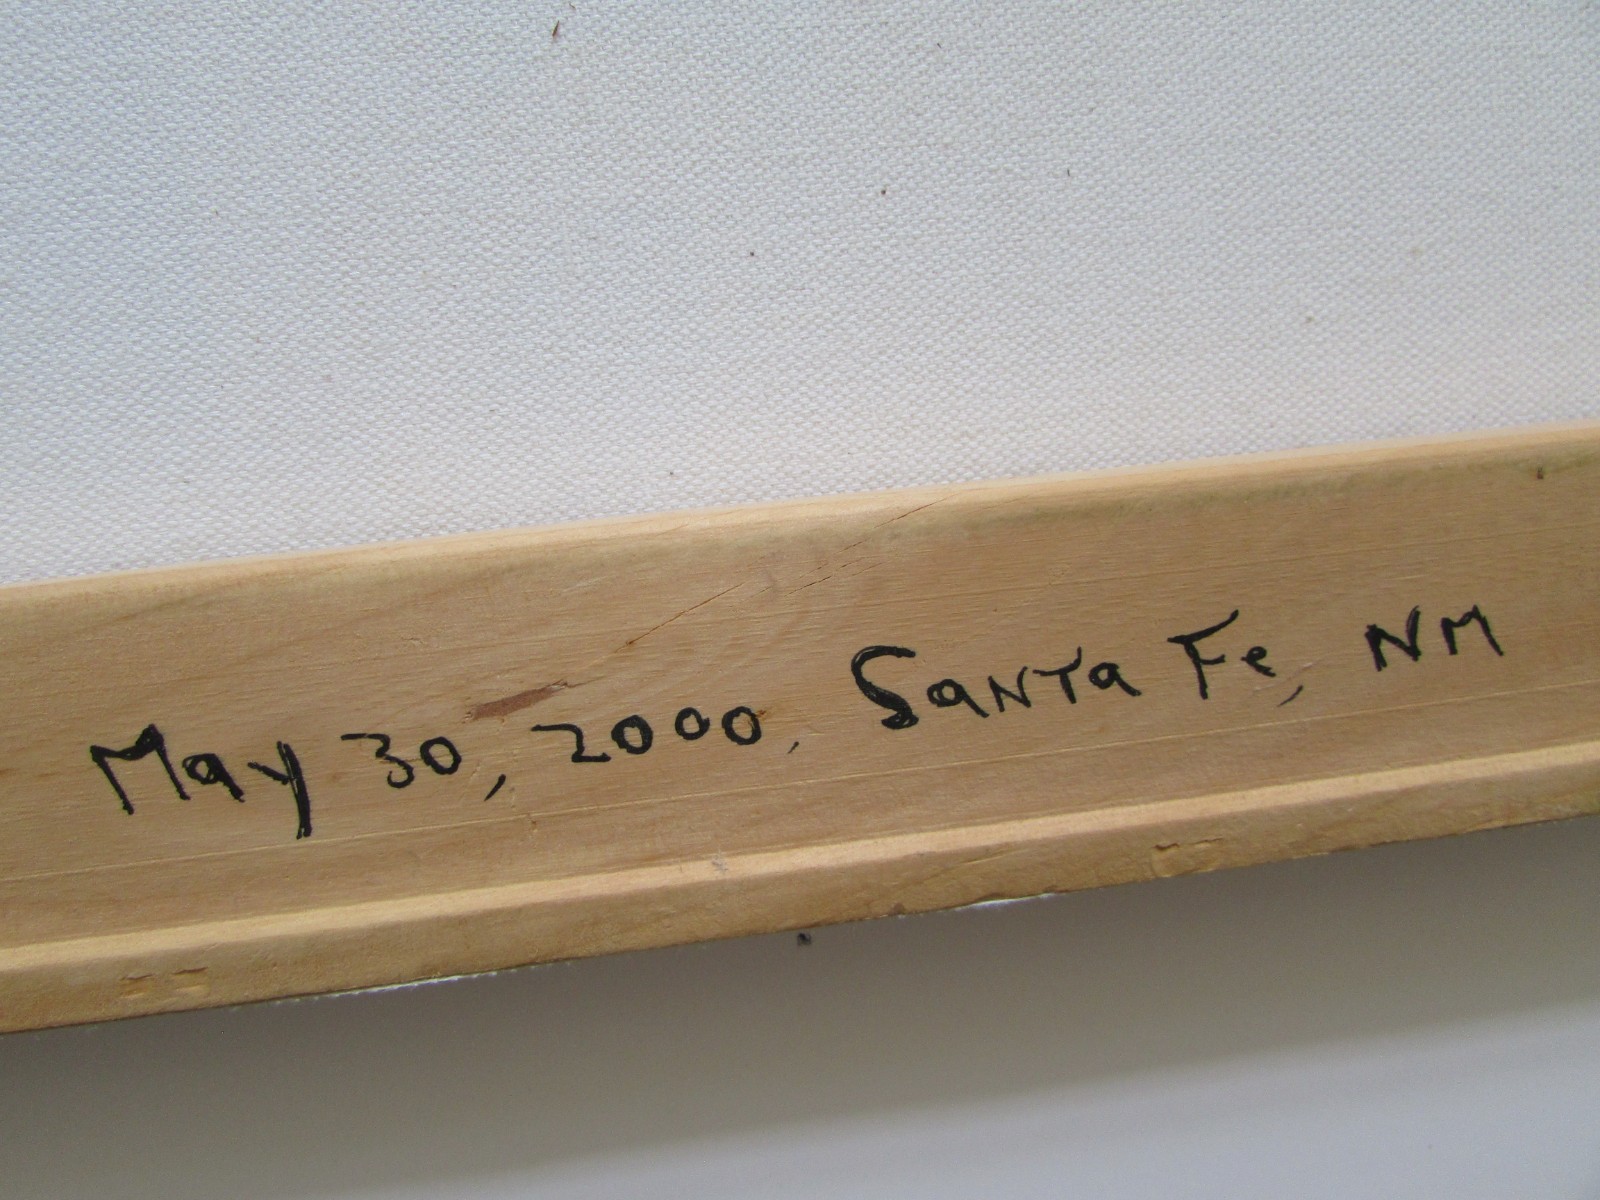 May 30, 2000, Santa Fe, NM